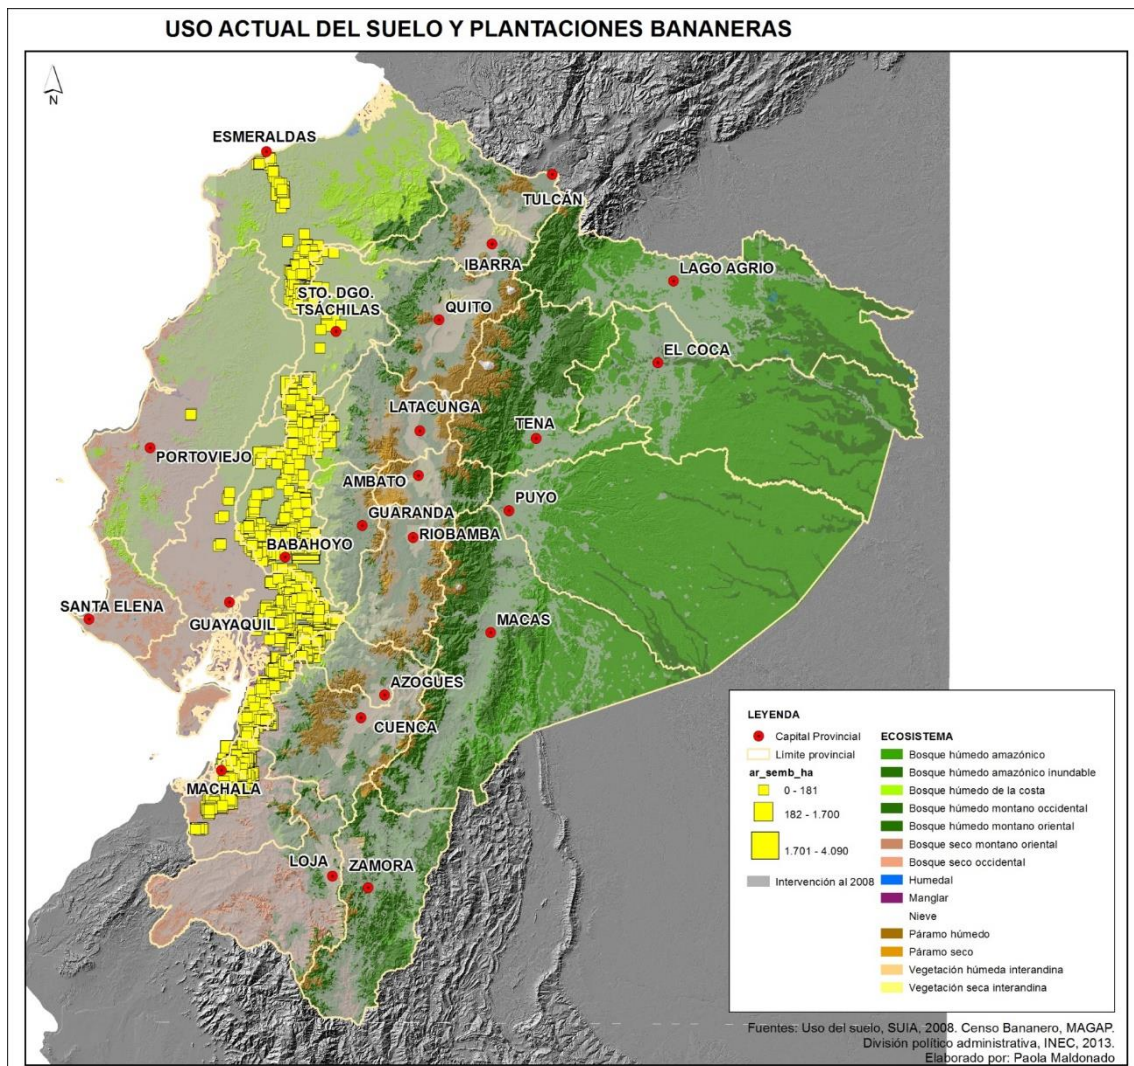 USO ACTUAL DEL SUELO Y PLANTACIONES BANANERAS
N
ESMERALDAS
TULCÁN
IBARRA
LAGO AGRIO
STO. DGO.
TSÁCHILAS
QUITO
EL COCA
LATACUNGA
TENA
PORTOVIEJO
AMBATO
PUYO
GUARANDA
RIOBAMBA
BABAHOYO
SANTA ELENA
GUAYAQUIL
MACAS
AZOGUES
CUENCA
MACHALA
LOJA
ZAMORA
LEYENDA
Capital Provincial
Límite provincial
ar_semb_ha
0 - 181
182 - 1.700
1.701 - 4.090
Intervención al 2008
ECOSISTEMA
Bosque húmedo amazónico
Bosque húmedo amazónico inundable
Bosque húmedo de la costa
Bosque húmedo montano occidental
Bosque húmedo montano oriental
Bosque seco montano oriental
Bosque seco occidental
Humedal
Manglar
Nieve
Páramo húmedo
Páramo seco
Vegetación húmeda interandina
Vegetación seca interandina
Fuentes: Uso del suelo, SUIA, 2008. Censo Bananero, MAGAP.
División político administrativa, INEC, 2013.
Elaborado por: Paola Maldonado